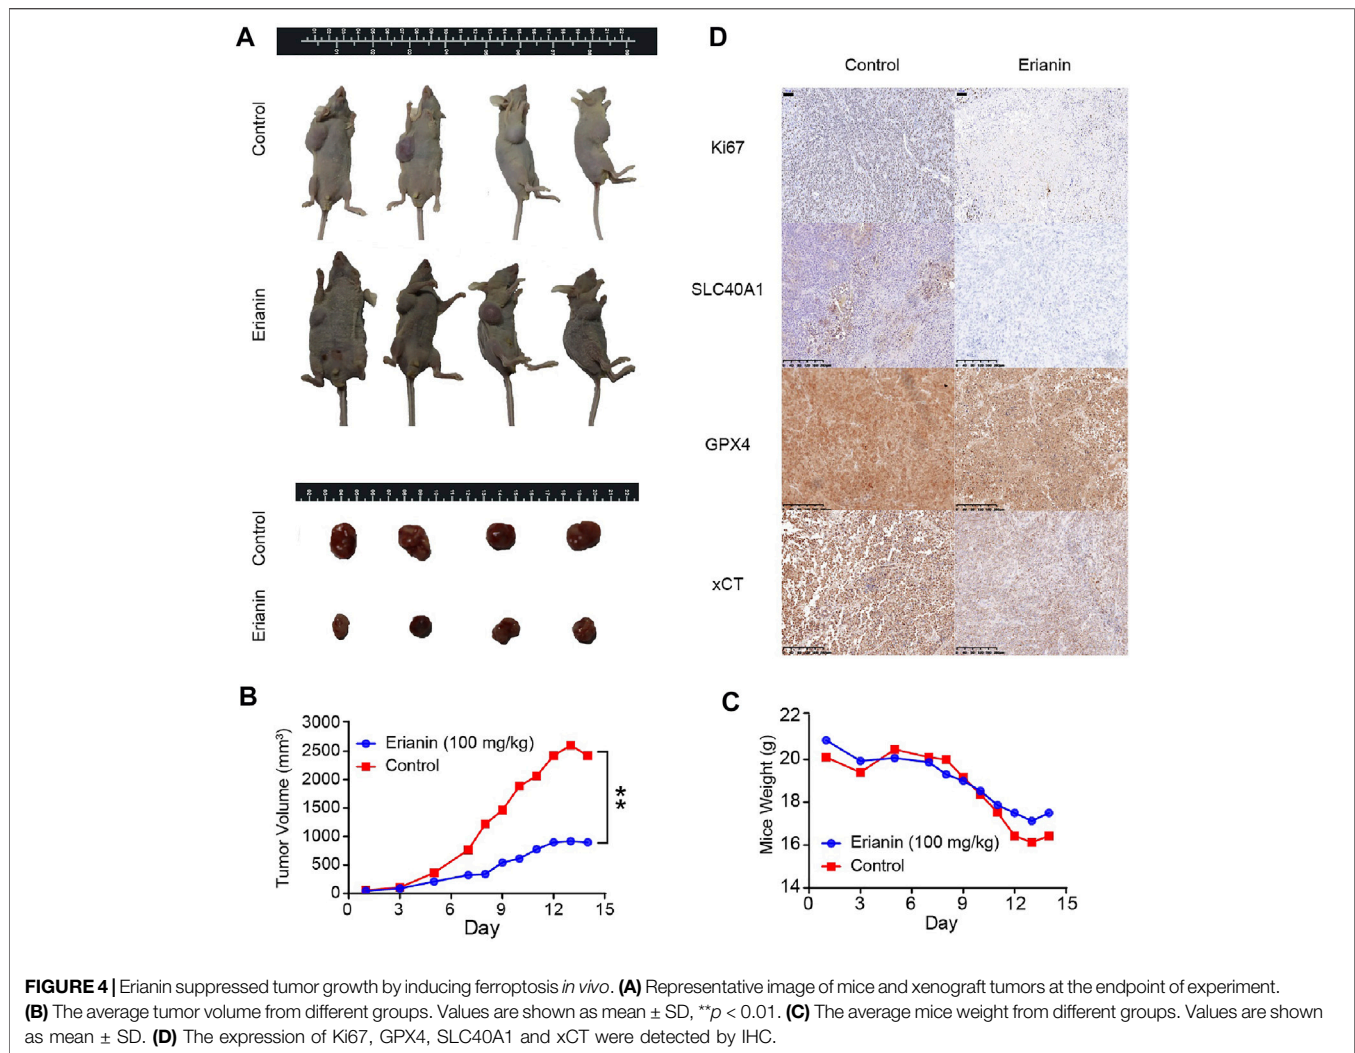 A
Control
Erianin
Control
Erianin
D
Control
Erianin
Ki67
SLC40A1
GPX4
xCT
B
Tumor Volume (mm³)
3000
2500
2000
1500
1000
500
0
Erianin (100 mg/kg)
Control
**
0 3 6 9 12 15
Day
C
Mice Weight (g)
22
20
18
16
14
Erianin (100 mg/kg)
Control
0 3 6 9 12 15
Day
FIGURE 4 | Erianin suppressed tumor growth by inducing ferroptosis in vivo. (A) Representative image of mice and xenograft tumors at the endpoint of experiment.
(B) The average tumor volume from different groups. Values are shown as mean ± SD, **p < 0.01. (C) The average mice weight from different groups. Values are shown
as mean ± SD. (D) The expression of Ki67, GPX4, SLC40A1 and xCT were detected by IHC.